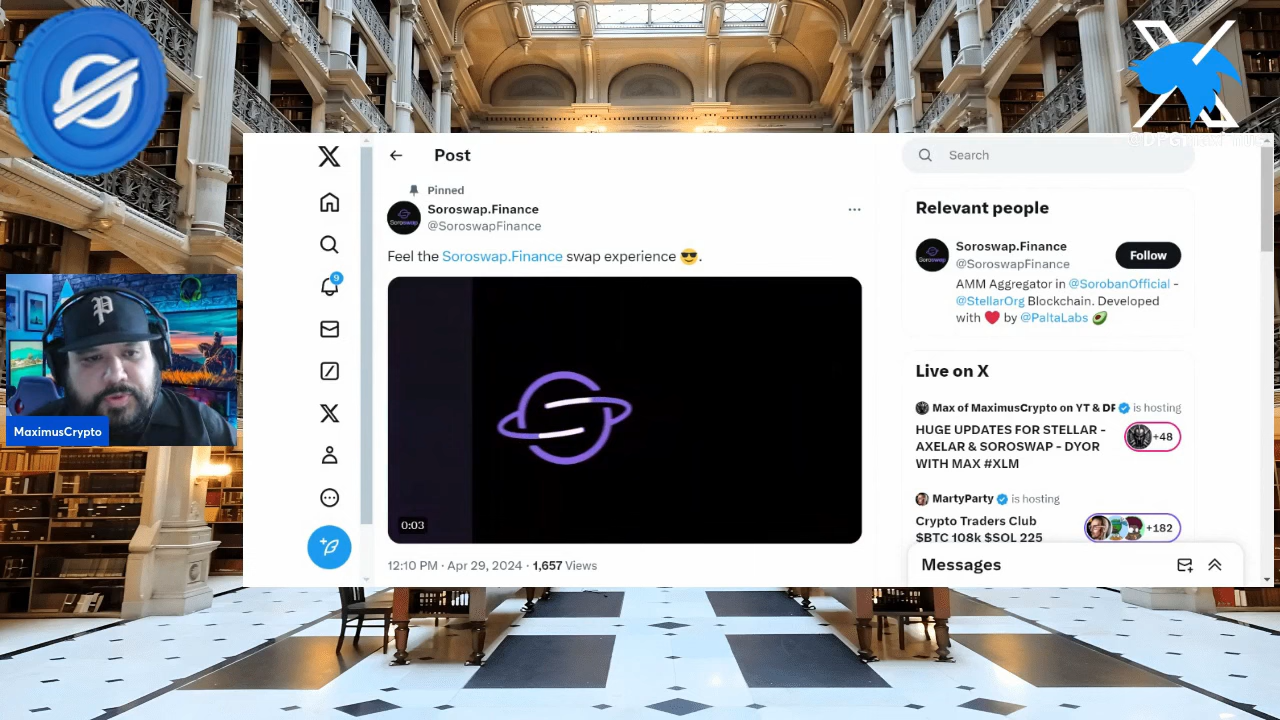 Post
Search
Pinned
Soroswap.Finance
@SoroswapFinance
Feel the Soroswap.Finance swap experience 😎.
0:03
12:10 PM · Apr 29, 2024 · 1,657 Views
Relevant people
Soroswap.Finance
@SoroswapFinance
Follow
AMM Aggregator in @SorobanOfficial -
@StellarOrg Blockchain. Developed
with ❤️ by @PaltaLabs 🥑
Live on X
Max of MaximusCrypto on YT & DF is hosting
HUGE UPDATES FOR STELLAR -
AXELAR & SOROSWAP - DYOR
WITH MAX #XLM
+48
MartyParty is hosting
Crypto Traders Club
$BTC 108k $SOL 225
+182
Messages
9
P
MaximusCrypto